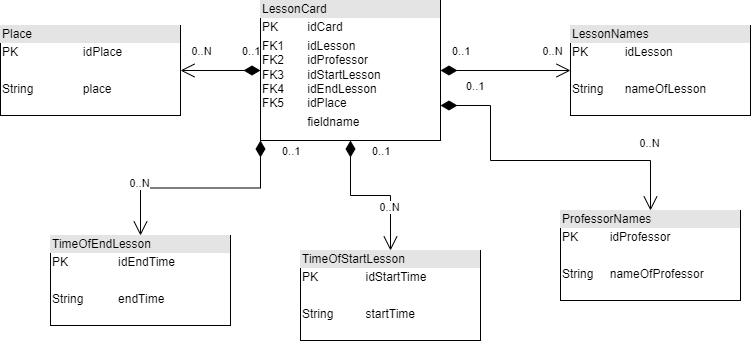 LessonCard
PK idCard
FK1 idLesson
FK2 idProfessor
FK3 idStartLesson
FK4 idEndLesson
FK5 idPlace
fieldname
Place
PK idPlace
String place
0..N
0..1
LessonNames
PK idLesson
String nameOfLesson
0..1
0..N
0..1
0..N
ProfessorNames
PK idProfessor
String nameOfProfessor
0..1
0..N
TimeOfEndLesson
PK idEndTime
String endTime
0..1
0..N
TimeOfStartLesson
PK idStartTime
String startTime